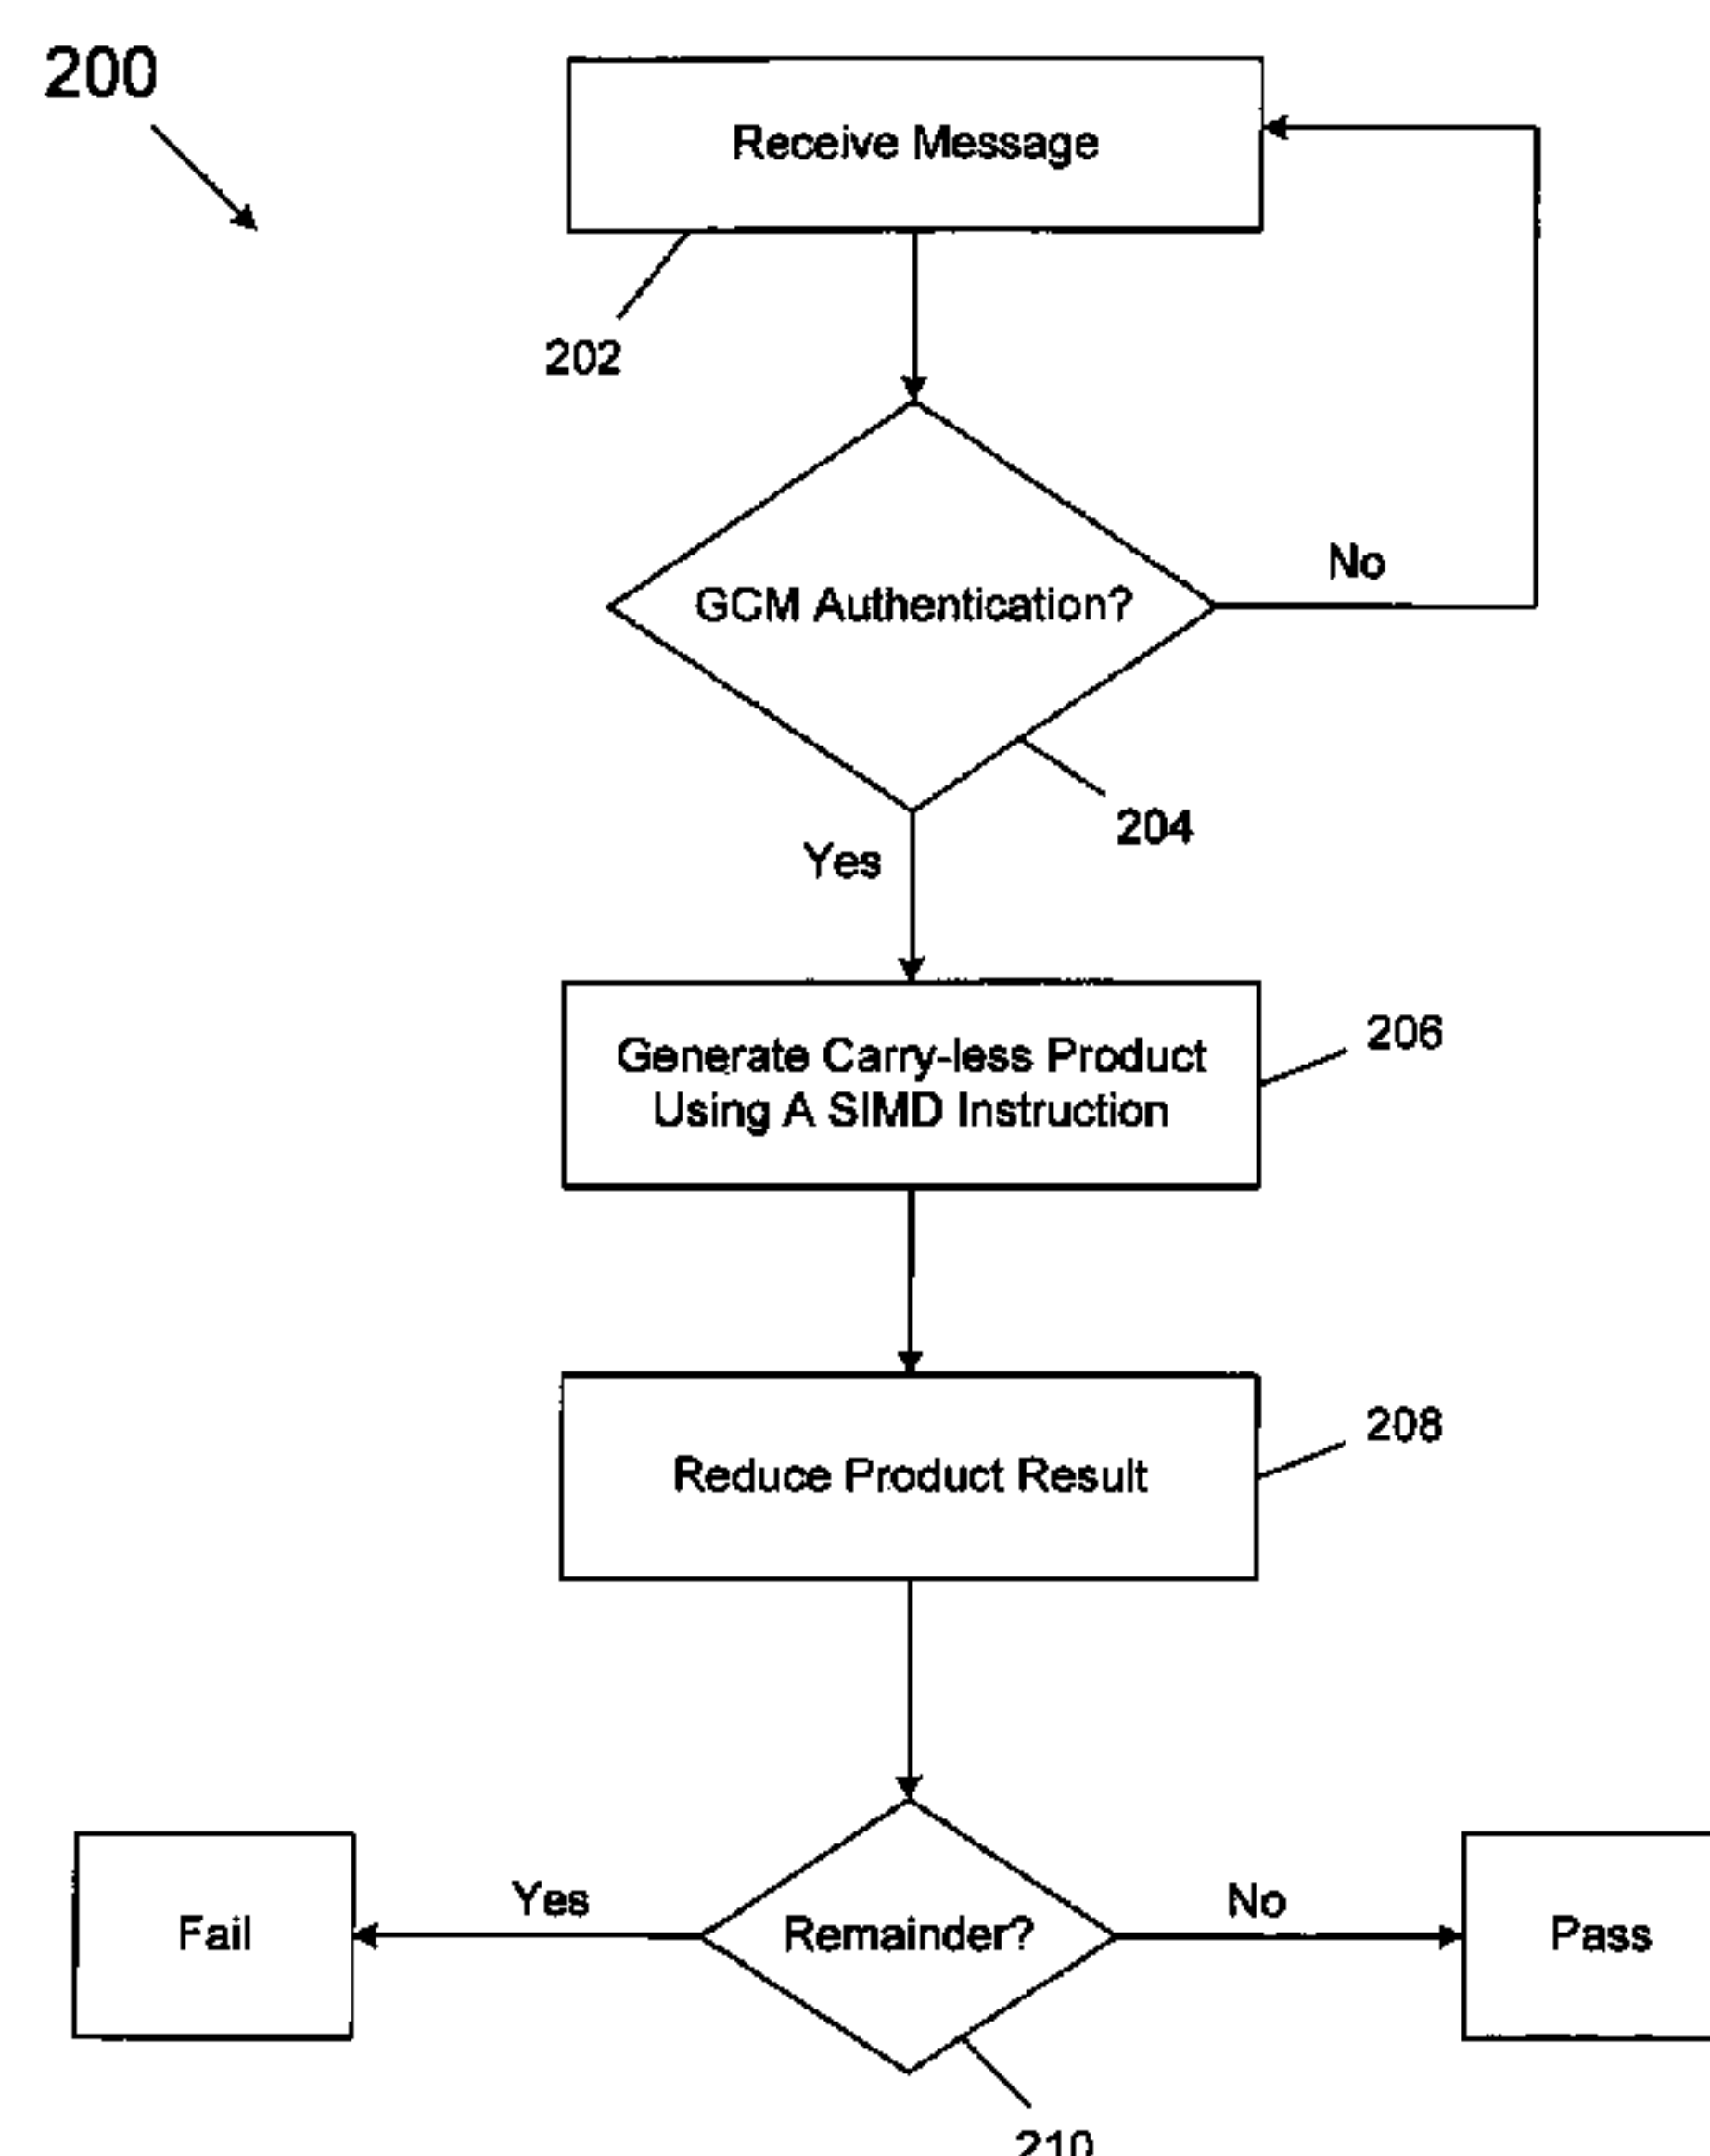 200
Receive Message
202
GCM Authentication?
No
204
Yes
Generate Carry-less Product
Using A SIMD Instruction
206
Reduce Product Result
208
Fail
Yes
Remainder?
No
Pass
210